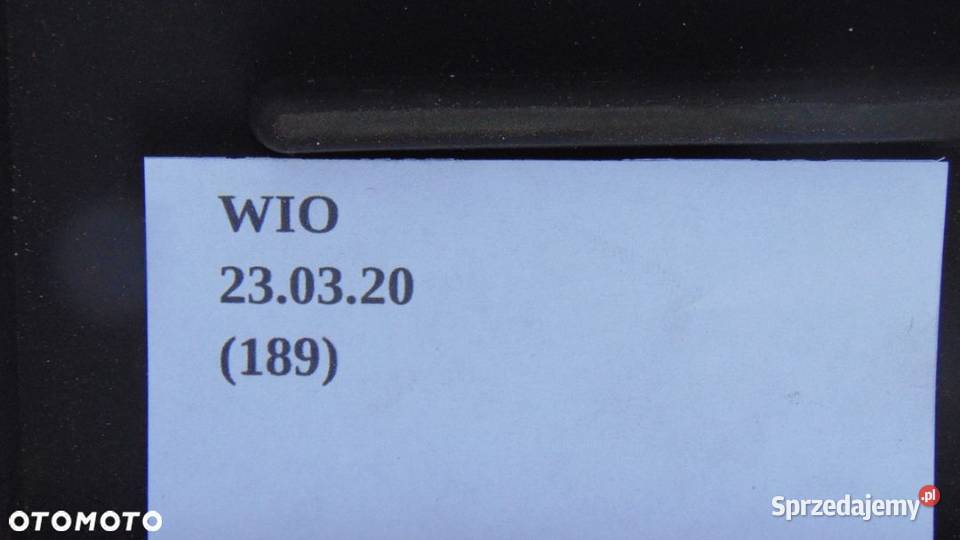 WIO
23.03.20
(189)
OTOMOTO
Sprzedajemy.pl